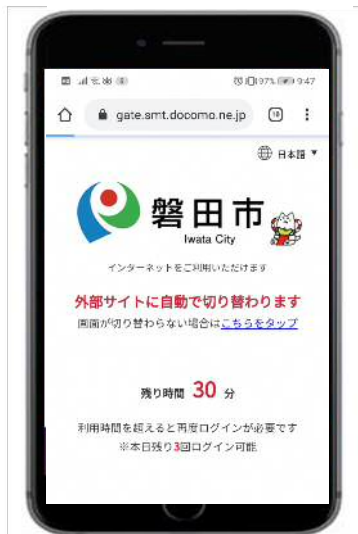 97% 9:47
gate.smt.docomo.ne.jp
日本語 ▼
磐田市
Iwata City
インターネットをご利用いただけます
外部サイトに自動で切り替わります
画面が切り替わらない場合はこちらをタップ
残り時間 30 分
利用時間を超えると再度ログインが必要です
※本日残り3回ログイン可能